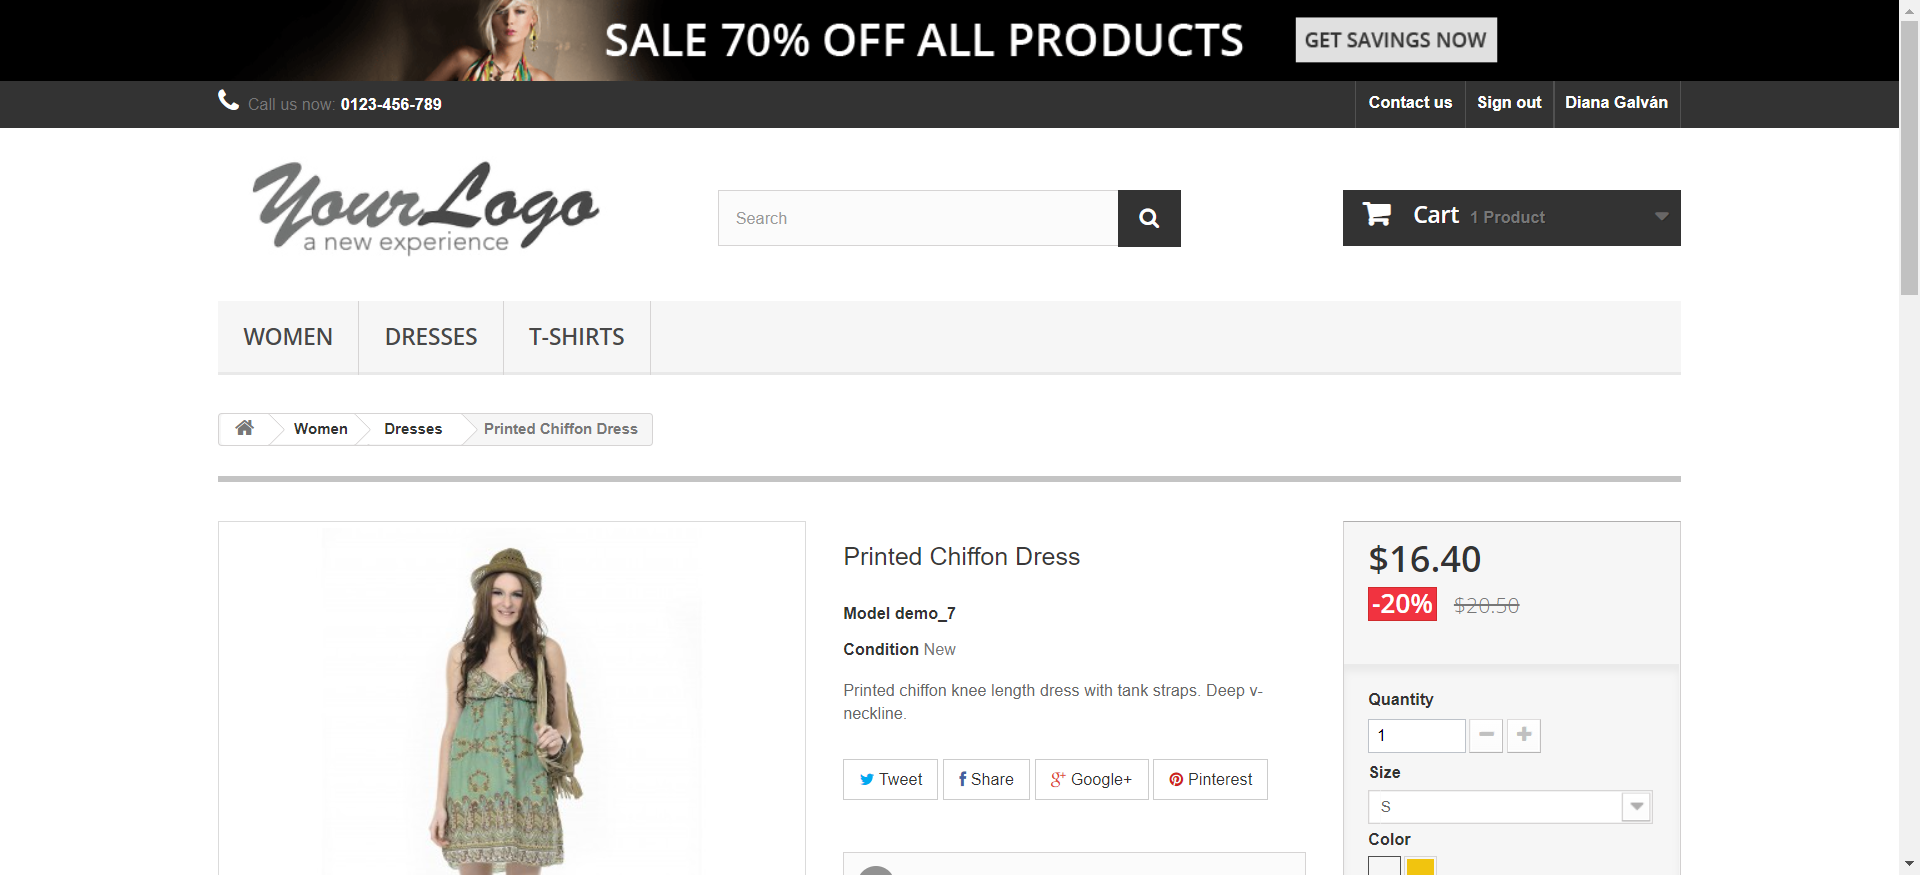 SALE 70% OFF ALL PRODUCTS GET SAVINGS NOW
Call us now: 0123-456-789 Contact us Sign out Diana Galván
YourLogo
a new experience
Search
Cart 1 Product
WOMEN DRESSES T-SHIRTS
Women Dresses Printed Chiffon Dress
Printed Chiffon Dress
Model demo_7
Condition New
Printed chiffon knee length dress with tank straps. Deep v-
neckline.
Tweet Share Google+ Pinterest
$16.40
-20% $20.50
Quantity
1
Size
S
Color